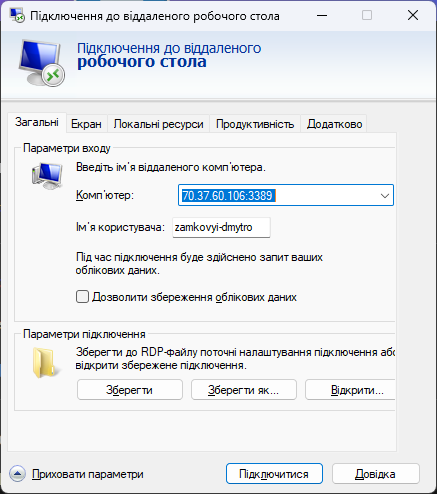 Підключення до віддаленого робочого стола
Підключення до віддаленого
робочого стола
Загальні Екран Локальні ресурси Продуктивність Додатково
Параметри входу
Введіть ім'я віддаленого комп'ютера.
Комп'ютер: 70.37.60.106:3389
Ім'я користувача: zamkovyi-dmytro
Під час підключення буде здійснено запит ваших
облікових даних.
Дозволити збереження облікових даних
Параметри підключення
Зберегти до RDP-файлу поточні налаштування підключення або
відкрити збережене підключення.
Зберегти Зберегти як... Відкрити...
Приховати параметри Підключитися Довідка